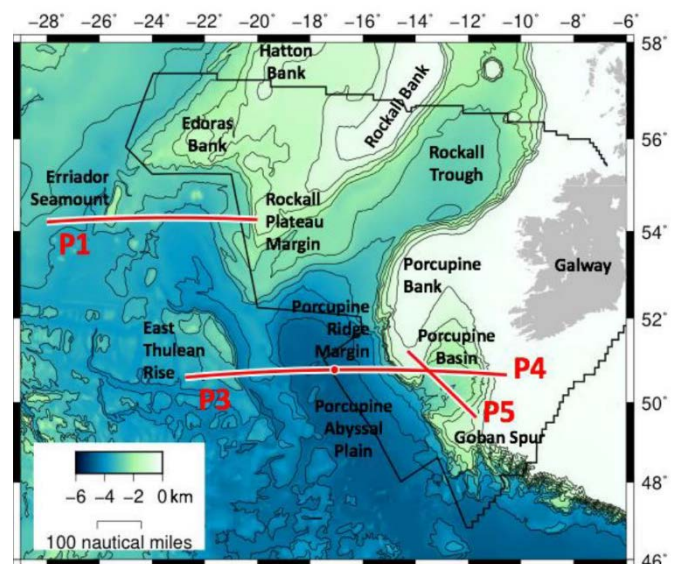 −28° −26° −24° −22° −20° −18° −16° −14° −12° −10° −8° −6°
58°
56°
54°
52°
50°
48°
46°
Hatton
Bank
Rockall Bank
Edoras
Bank
Rockall
Trough
Erriador
Seamount
Rockall
Plateau
Margin
P1
Porcupine
Bank
Galway
Porcupine
Ridge
Margin
East
Thulean
Rise
Porcupine
Basin
P4
P3
P5
Porcupine
Abyssal
Plain
Goban Spur
−6 −4 −2 0 km
100 nautical miles